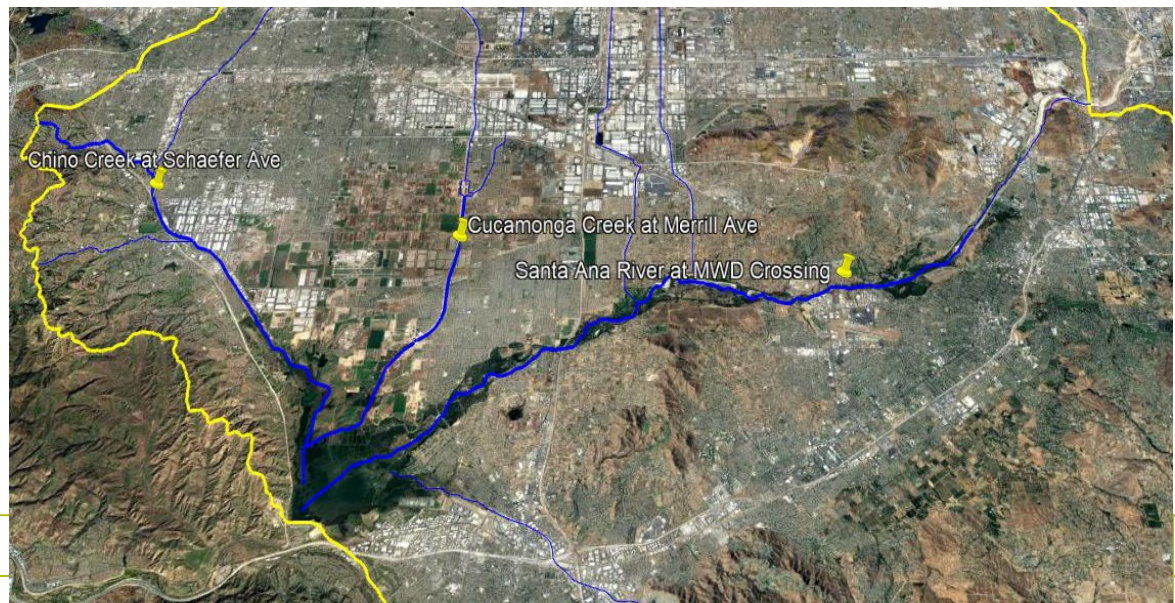 Chino Creek at Schaefer Ave
Cucamonga Creek at Merrill Ave
Santa Ana River at MWD Crossing